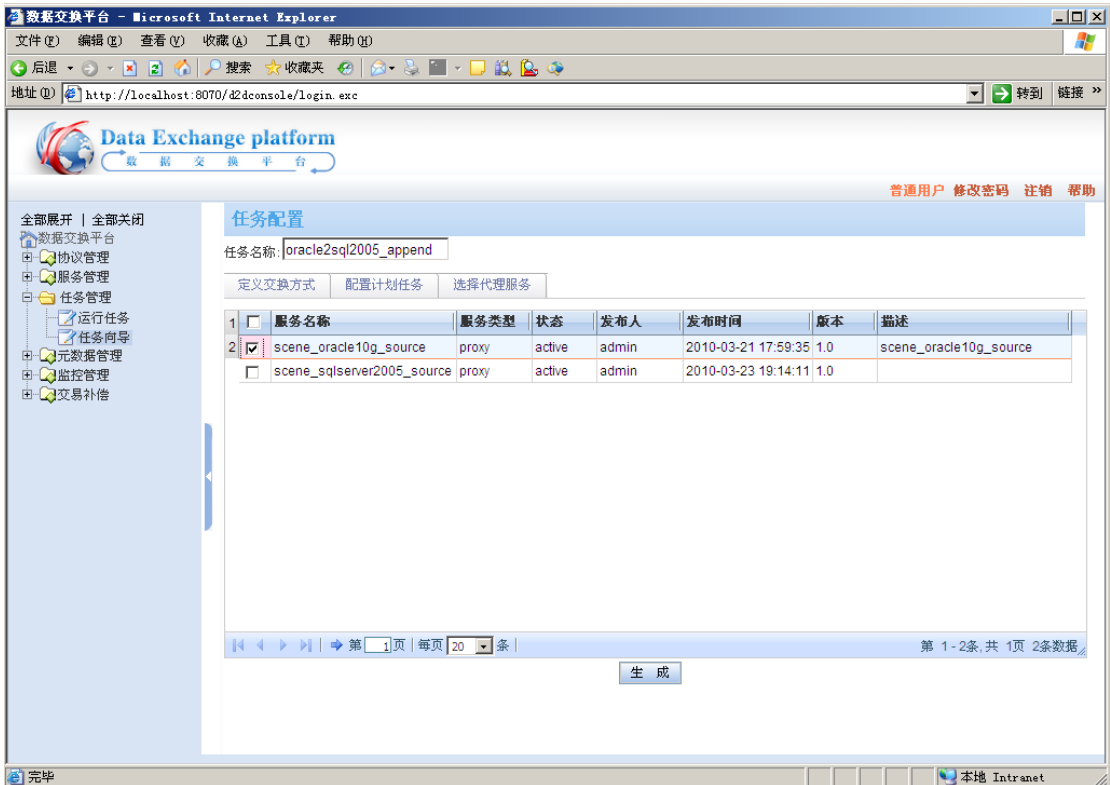 数据交换平台 - Microsoft Internet Explorer
文件(F) 编辑(E) 查看(V) 收藏(A) 工具(T) 帮助(H)
后退 搜索 收藏夹
地址(D) http://localhost:8070/d2dconsole/login.exc 转到 链接 »
Data Exchange platform
数 据 交 换 平 台
普通用户 修改密码 注销 帮助
全部展开 | 全部关闭
数据交换平台
协议管理
服务管理
任务管理
运行任务
任务向导
元数据管理
监控管理
交易补偿
任务配置
任务名称: oracle2sql2005_append
定义交换方式 配置计划任务 选择代理服务
1 服务名称 服务类型 状态 发布人 发布时间 版本 描述
2 scene_oracle10g_source proxy active admin 2010-03-21 17:59:35 1.0 scene_oracle10g_source
scene_sqlserver2005_source proxy active admin 2010-03-23 19:14:11 1.0
第 1 页 | 每页 20 条 | 第 1-2条,共 1页 2条数据
生 成
完毕 本地 Intranet